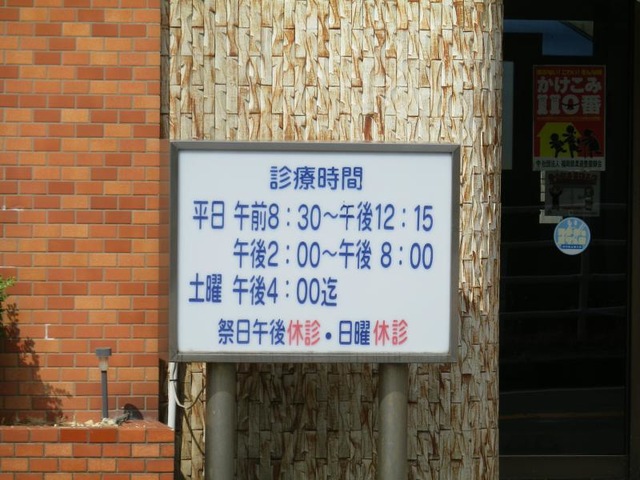 診療時間
平日 午前8：30～午後12：15
午後2：00～午後 8：00
土曜 午後4：00迄
祭日午後休診・日曜休診
かけこみ
110番